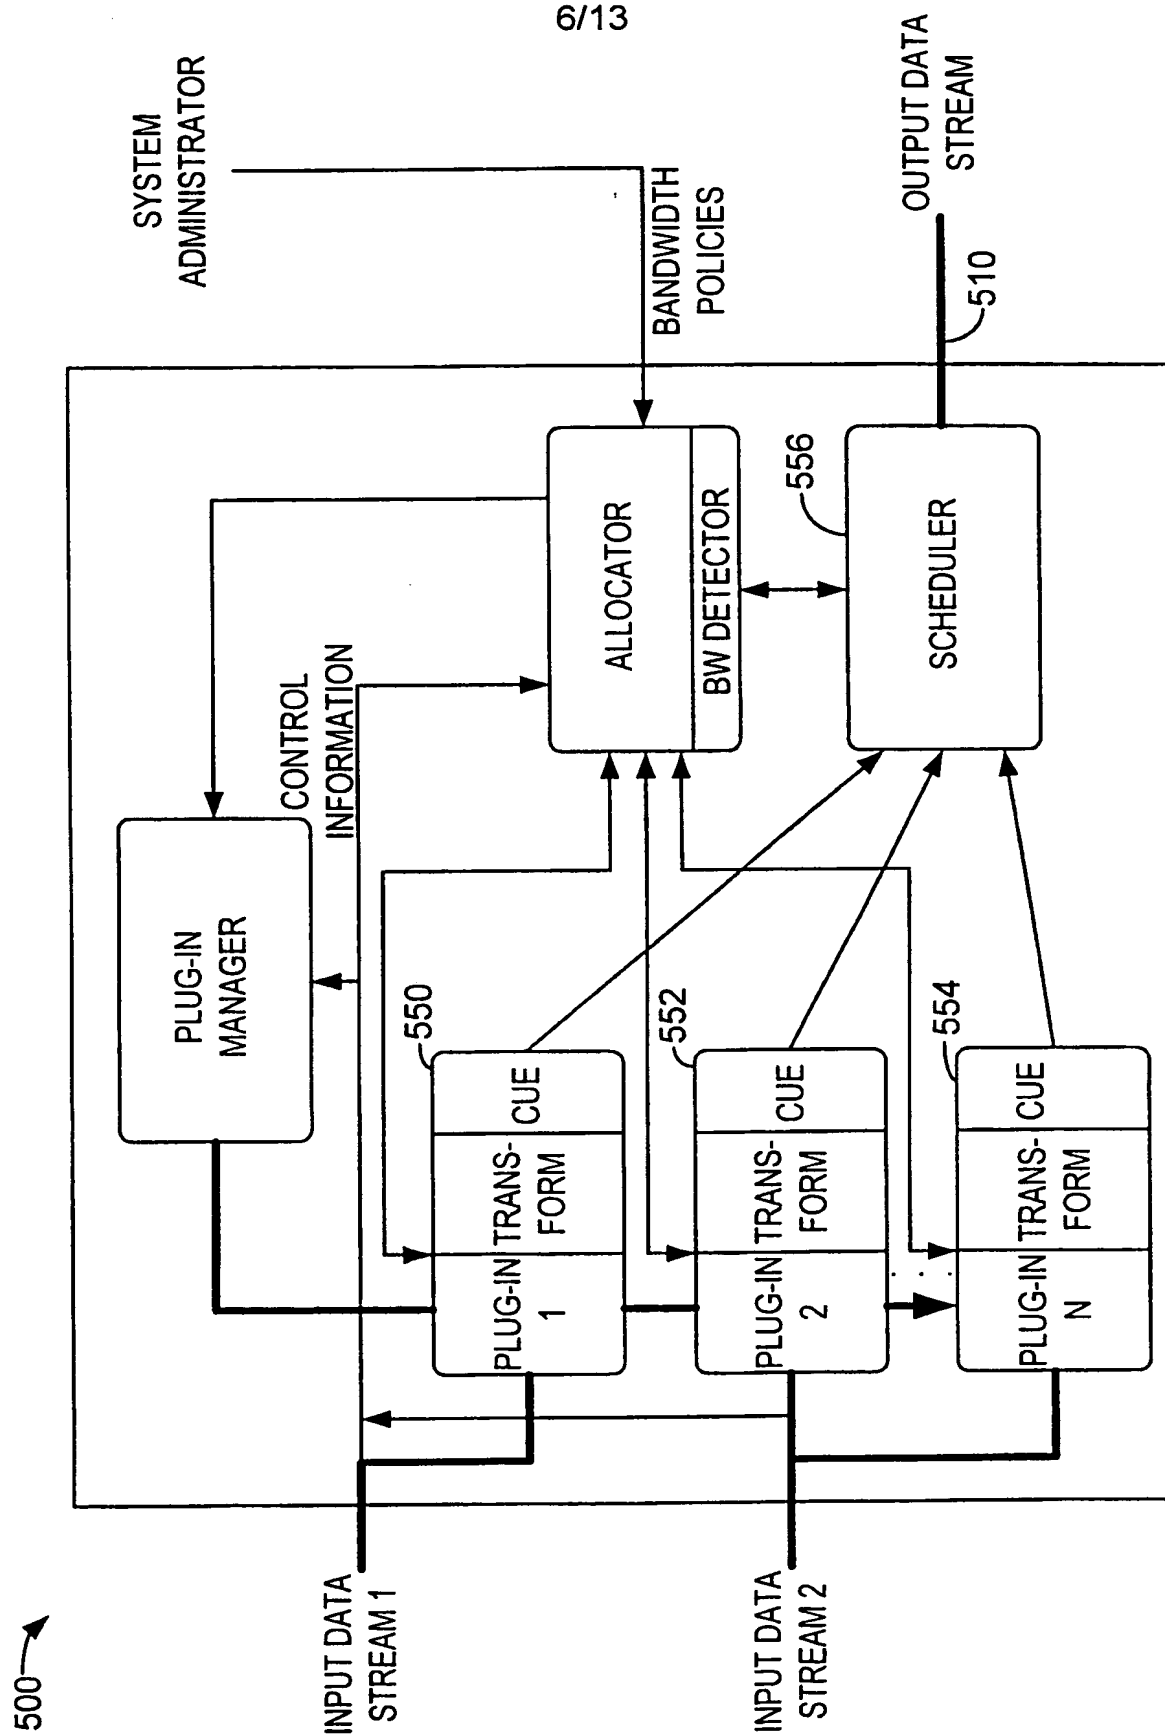 6/13
500
SYSTEM
ADMINISTRATOR
BANDWIDTH
POLICIES
OUTPUT DATA
STREAM
510
PLUG-IN
MANAGER
CONTROL
INFORMATION
ALLOCATOR
BW DETECTOR
556
SCHEDULER
550
PLUG-IN
1
TRANS-
FORM
CUE
552
PLUG-IN
2
TRANS-
FORM
CUE
. . .
554
PLUG-IN
N
TRANS-
FORM
CUE
INPUT DATA
STREAM 1
INPUT DATA
STREAM 2